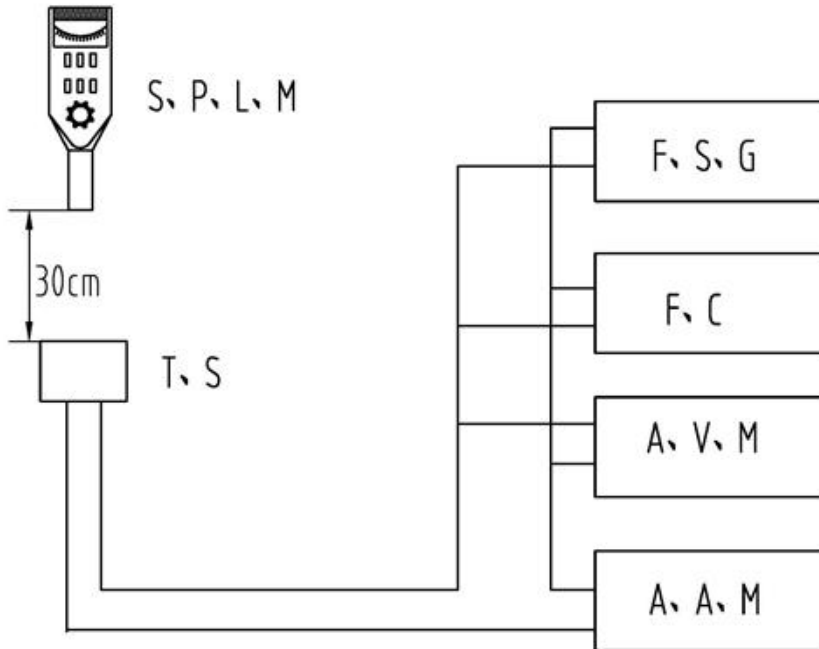 S、P、L、M
F、S、G
30cm
F、C
T、S
A、V、M
A、A、M